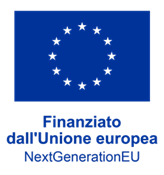 Finanziato
dall'Unione europea
NextGenerationEU